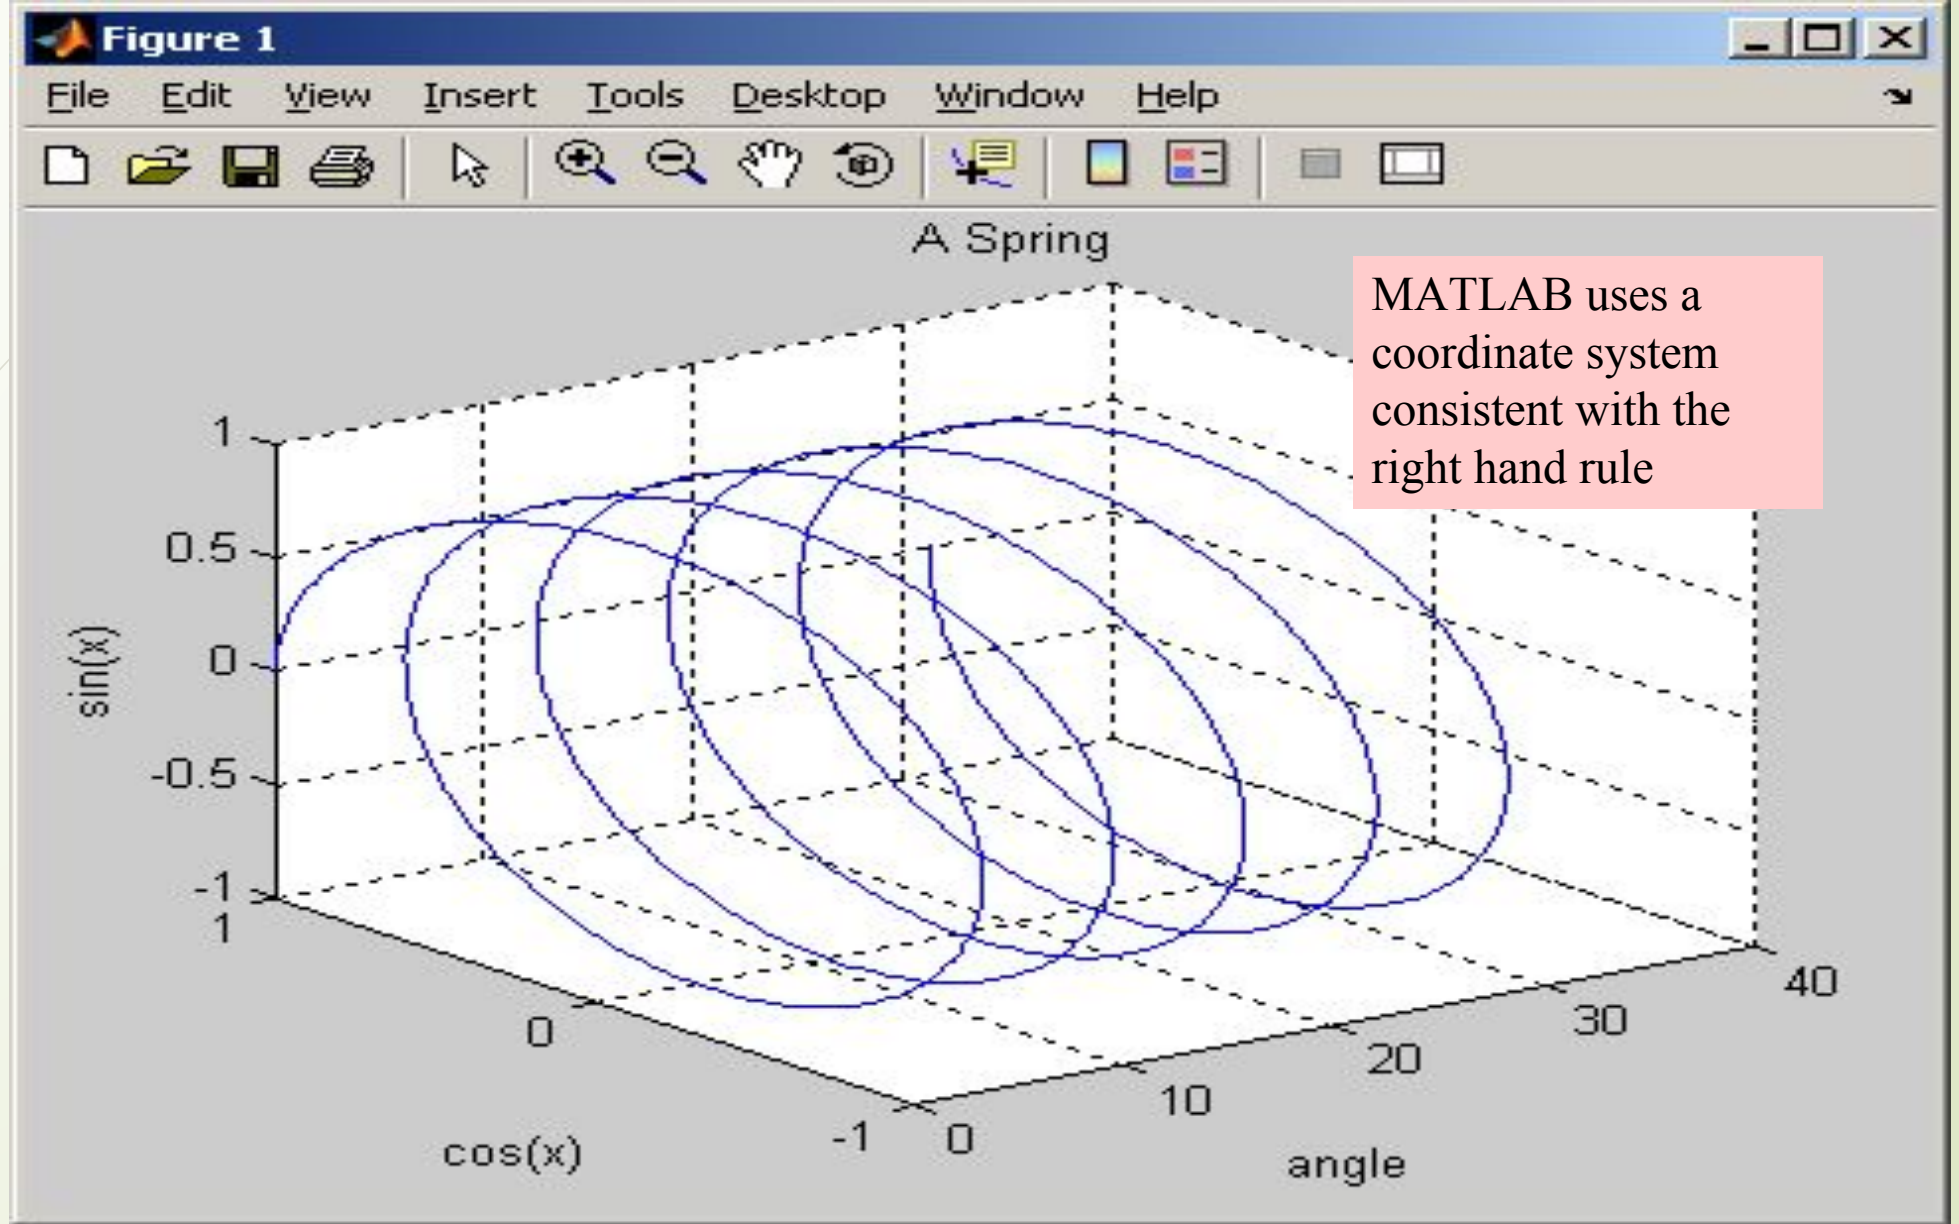 Figure 1
File Edit View Insert Tools Desktop Window Help
A Spring
MATLAB uses a
coordinate system
consistent with the
right hand rule
1
0.5
0
-0.5
-1
sin(x)
1
0
-1
cos(x)
0
10
20
30
40
angle